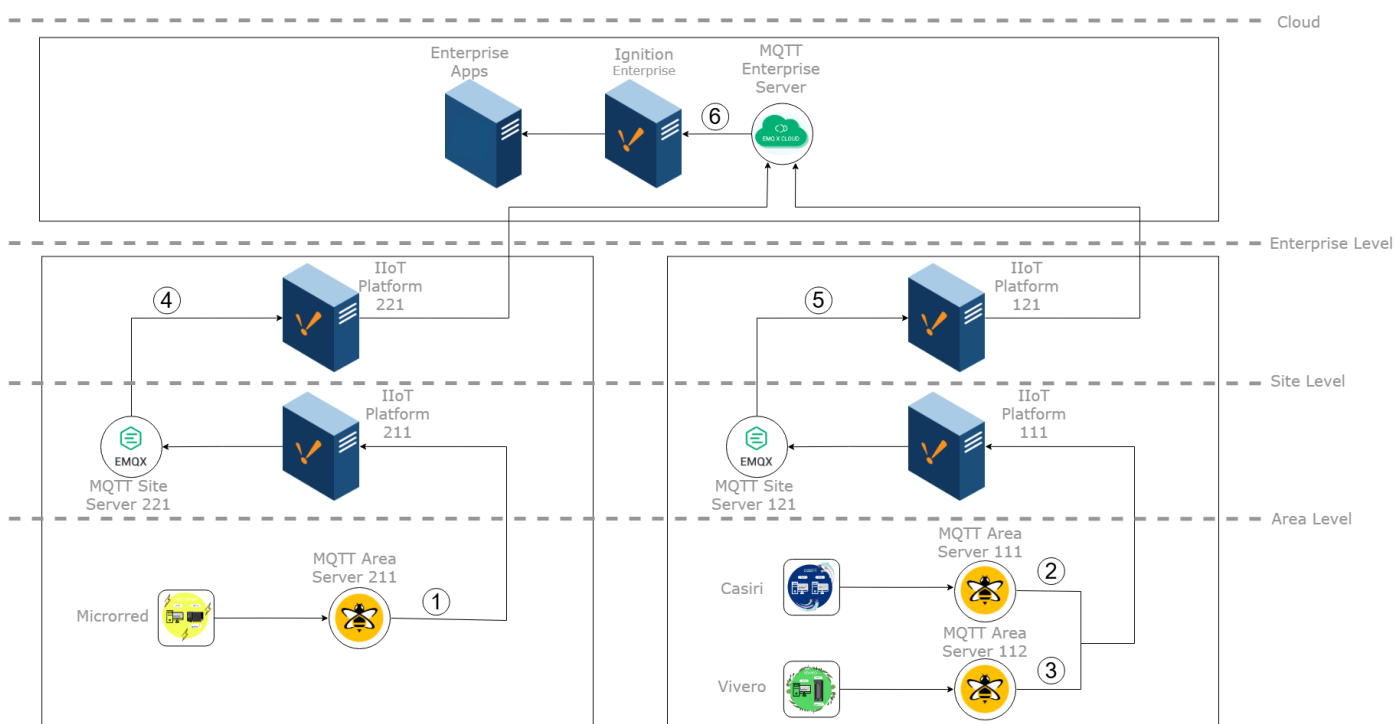 Cloud
Enterprise
Apps
Ignition
Enterprise
MQTT
Enterprise
Server
6
EMQ X CLOUD
Enterprise Level
IIoT
Platform
221
4
IIoT
Platform
121
5
Site Level
IIoT
Platform
211
EMQX
MQTT Site
Server 221
IIoT
Platform
111
EMQX
MQTT Site
Server 121
Area Level
MQTT Area
Server 211
Microrred
1
MQTT Area
Server 111
Casiri
2
MQTT Area
Server 112
Vivero
3